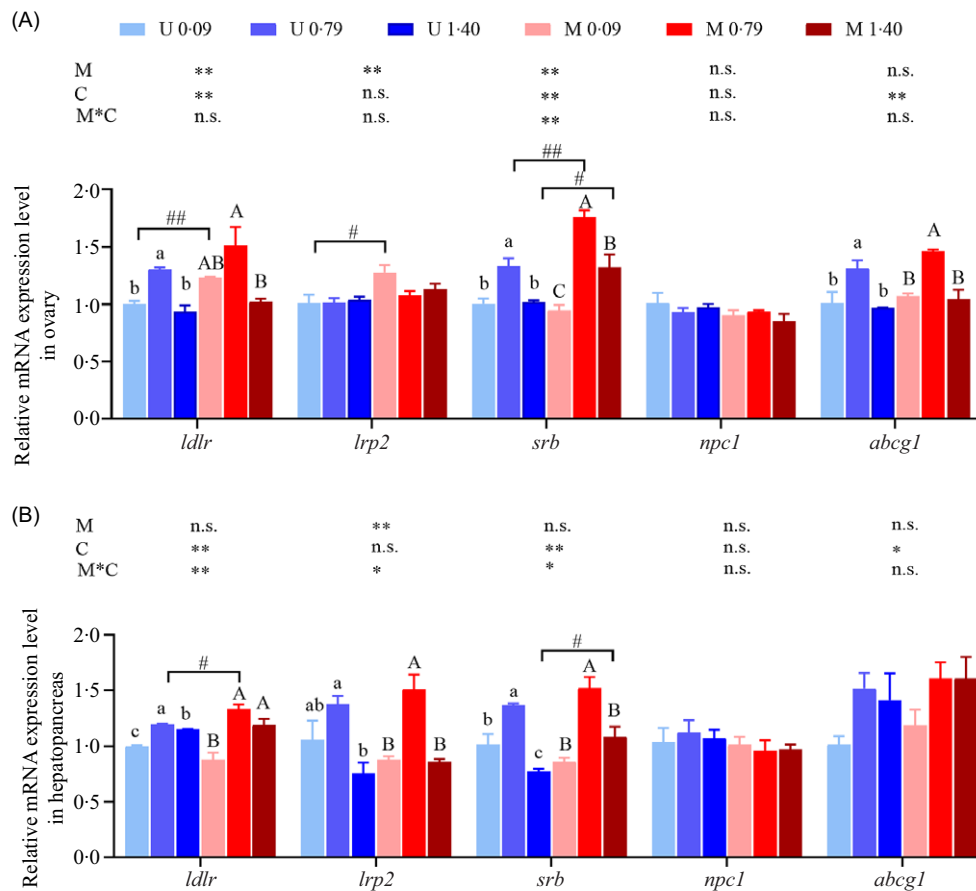 (A)
U 0·09 U 0·79 U 1·40 M 0·09 M 0·79 M 1·40
M ** ** ** n.s. n.s.
C ** n.s. ** n.s. **
M*C n.s. n.s. ** n.s. n.s.
Relative mRNA expression level
in ovary
2·0
1·5
1·0
0·5
0·0
## # ## #
b a b AB A B
a b C A B
b a b B A B
ldlr lrp2 srb npc1 abcg1
(B)
M n.s. ** n.s. n.s. n.s.
C ** n.s. ** n.s. *
M*C ** * * n.s. n.s.
Relative mRNA expression level
in hepatopancreas
2·0
1·5
1·0
0·5
0·0
# #
c a b B A A
ab a b B A B
b a c B A B
ldlr lrp2 srb npc1 abcg1